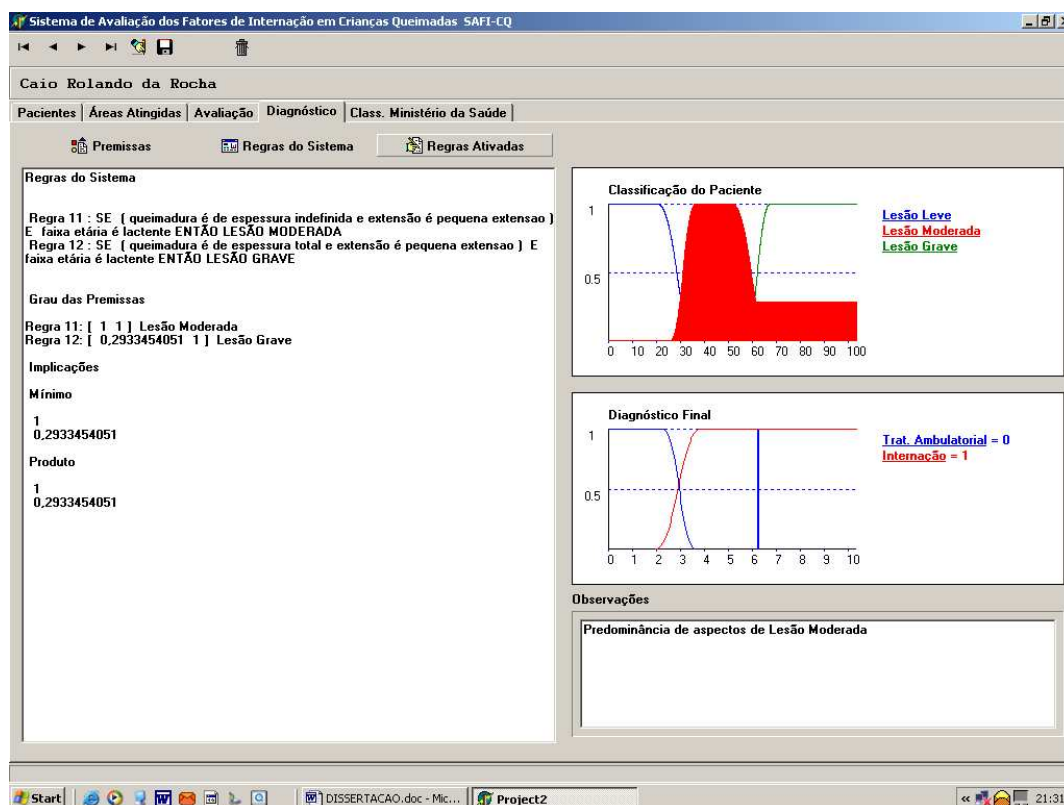 Sistema de Avaliação dos Fatores de Internação em Crianças Queimadas SAFI-CQ
Caio Rolando da Rocha
Pacientes Áreas Atingidas Avaliação Diagnóstico Class. Ministério da Saúde
Premissas Regras do Sistema Regras Ativadas
Regras do Sistema
Regra 11 : SE ( queimadura é de espessura indefinida e extensão é pequena extensao )
E faixa etária é lactente ENTÃO LESÃO MODERADA
Regra 12 : SE ( queimadura é de espessura total e extensão é pequena extensao ) E
faixa etária é lactente ENTÃO LESÃO GRAVE
Grau das Premissas
Regra 11: [ 1 1 ] Lesão Moderada
Regra 12: [ 0,2933454051 1 ] Lesão Grave
Implicações
Mínimo
1
0,2933454051
Produto
1
0,2933454051
Classificação do Paciente
1
0.5
0 10 20 30 40 50 60 70 80 90 100
Lesão Leve
Lesão Moderada
Lesão Grave
Diagnóstico Final
1
0.5
0 1 2 3 4 5 6 7 8 9 10
Trat. Ambulatorial = 0
Internação = 1
Observações
Predominância de aspectos de Lesão Moderada
Start DISSERTACAO.doc - Mic... Project2 « 21:31